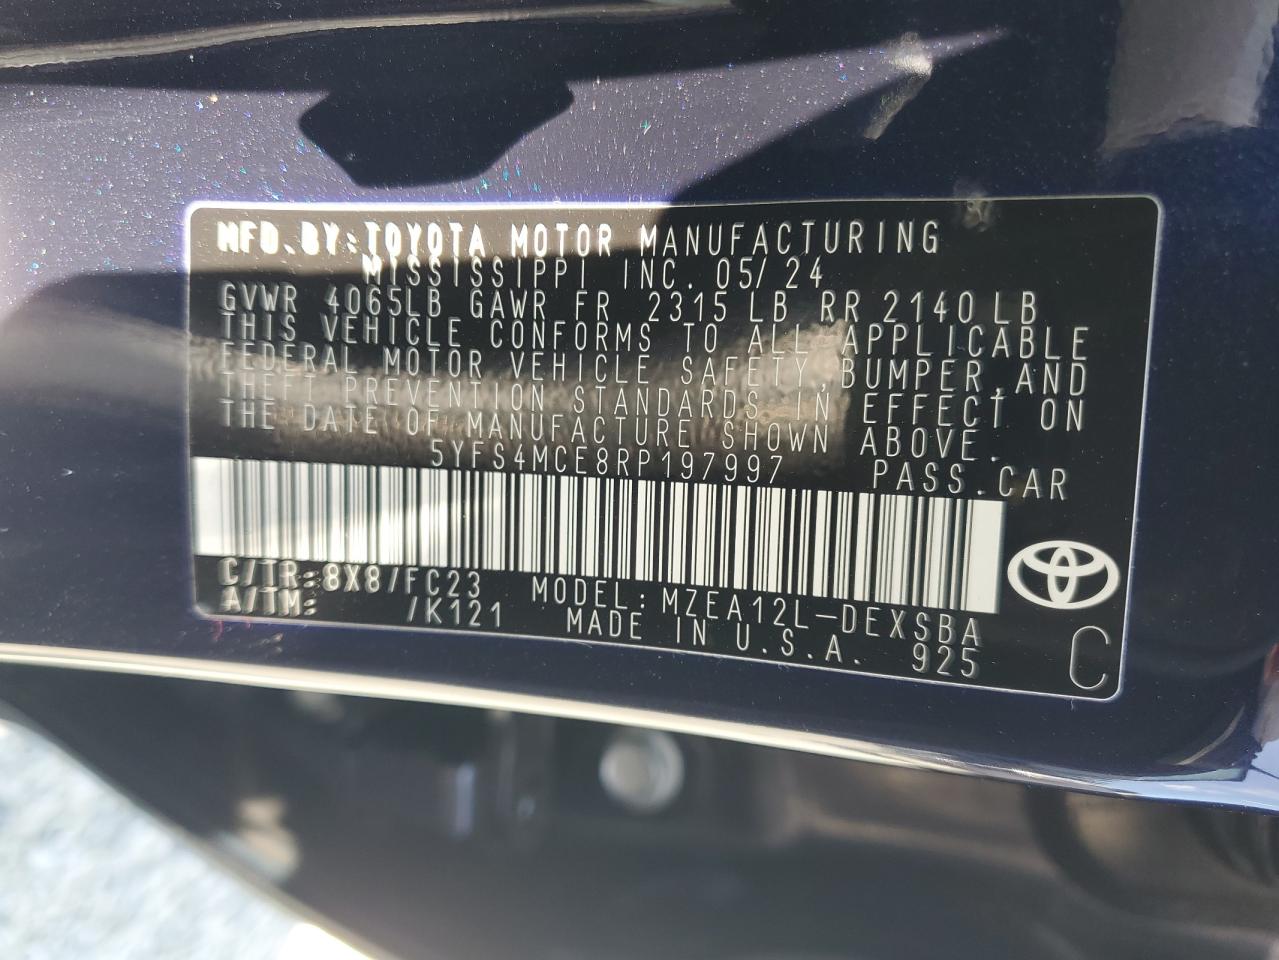 MFD.BY:TOYOTA MOTOR MANUFACTURING
MISSISSIPPI INC. 05/24
GVWR 4065LB GAWR FR 2315 LB RR 2140 LB
THIS VEHICLE CONFORMS TO ALL APPLICABLE
FEDERAL MOTOR VEHICLE SAFETY, BUMPER, AND
THEFT PREVENTION STANDARDS IN EFFECT ON
THE DATE OF MANUFACTURE SHOWN ABOVE.
5YFS4MCE8RP197997 PASS.CAR
C/TR: 8X8/FC23 MODEL: MZEA12L-DEXSBA
A/TM: /K121 MADE IN U.S.A. 925
C